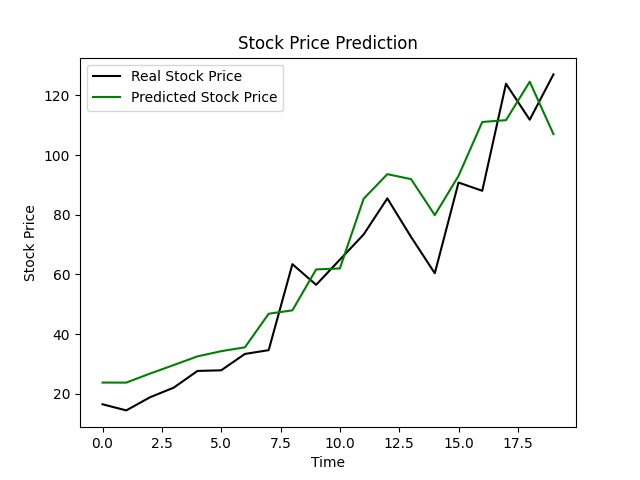 Stock Price Prediction
Real Stock Price
Predicted Stock Price
Stock Price
120
100
80
60
40
20
0.0 2.5 5.0 7.5 10.0 12.5 15.0 17.5
Time